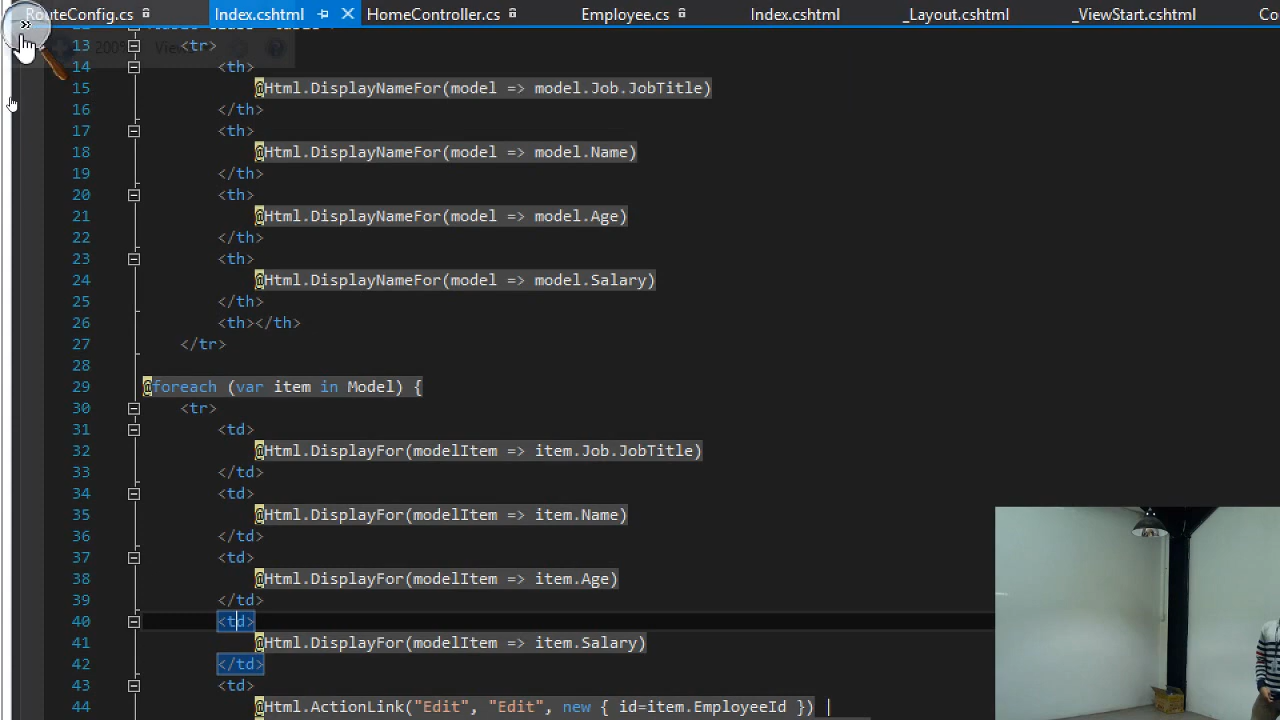 RouteConfig.cs Index.cshtml HomeController.cs Employee.cs Index.cshtml _Layout.cshtml _ViewStart.cshtml Co
200%
13 <tr>
14 <th>
15 @Html.DisplayNameFor(model => model.Job.JobTitle)
16 </th>
17 <th>
18 @Html.DisplayNameFor(model => model.Name)
19 </th>
20 <th>
21 @Html.DisplayNameFor(model => model.Age)
22 </th>
23 <th>
24 @Html.DisplayNameFor(model => model.Salary)
25 </th>
26 <th></th>
27 </tr>
28
29 @foreach (var item in Model) {
30 <tr>
31 <td>
32 @Html.DisplayFor(modelItem => item.Job.JobTitle)
33 </td>
34 <td>
35 @Html.DisplayFor(modelItem => item.Name)
36 </td>
37 <td>
38 @Html.DisplayFor(modelItem => item.Age)
39 </td>
40 <td>
41 @Html.DisplayFor(modelItem => item.Salary)
42 </td>
43 <td>
44 @Html.ActionLink("Edit", "Edit", new { id=item.EmployeeId }) |